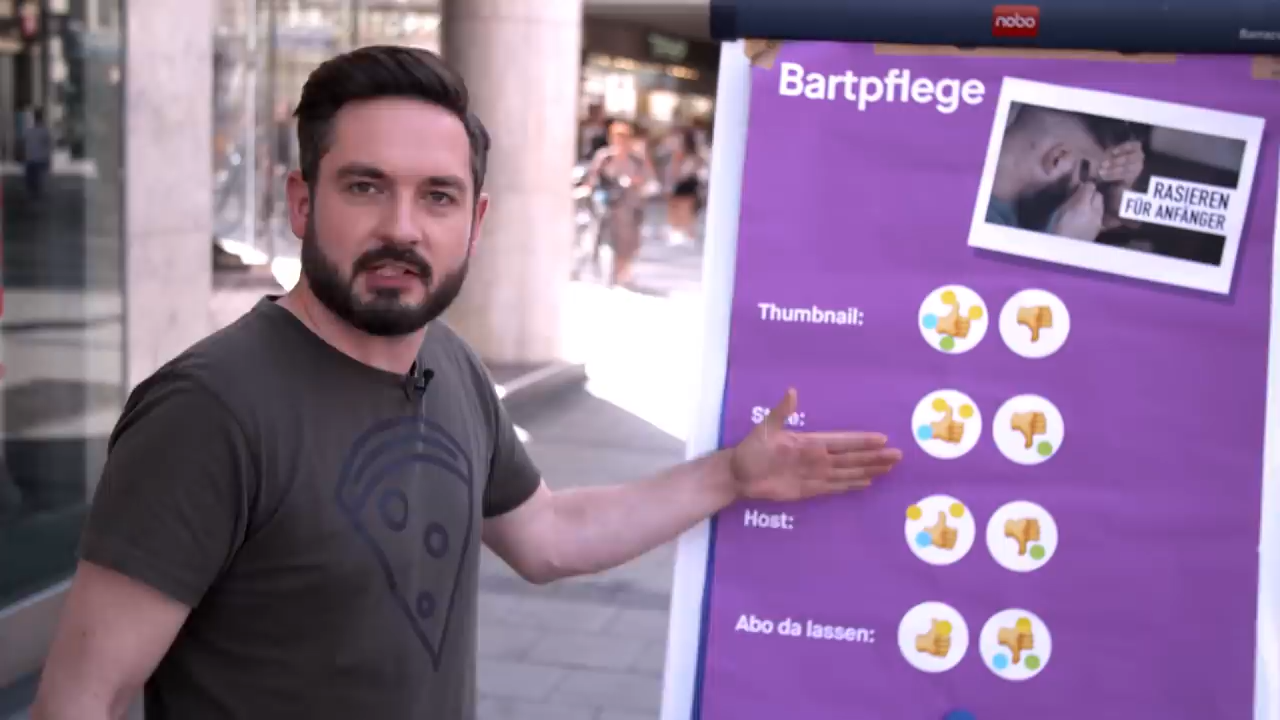 nobo
Bartpflege
RASIEREN
FÜR ANFÄNGER
Thumbnail:
Host:
Abo da lassen: